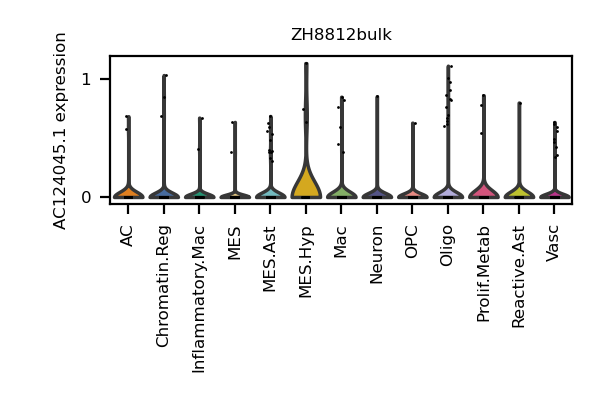 ZH8812bulk
AC124045.1 expression
1
0
AC
Chromatin.Reg
Inflammatory.Mac
MES
MES.Ast
MES.Hyp
Mac
Neuron
OPC
Oligo
Prolif.Metab
Reactive.Ast
Vasc